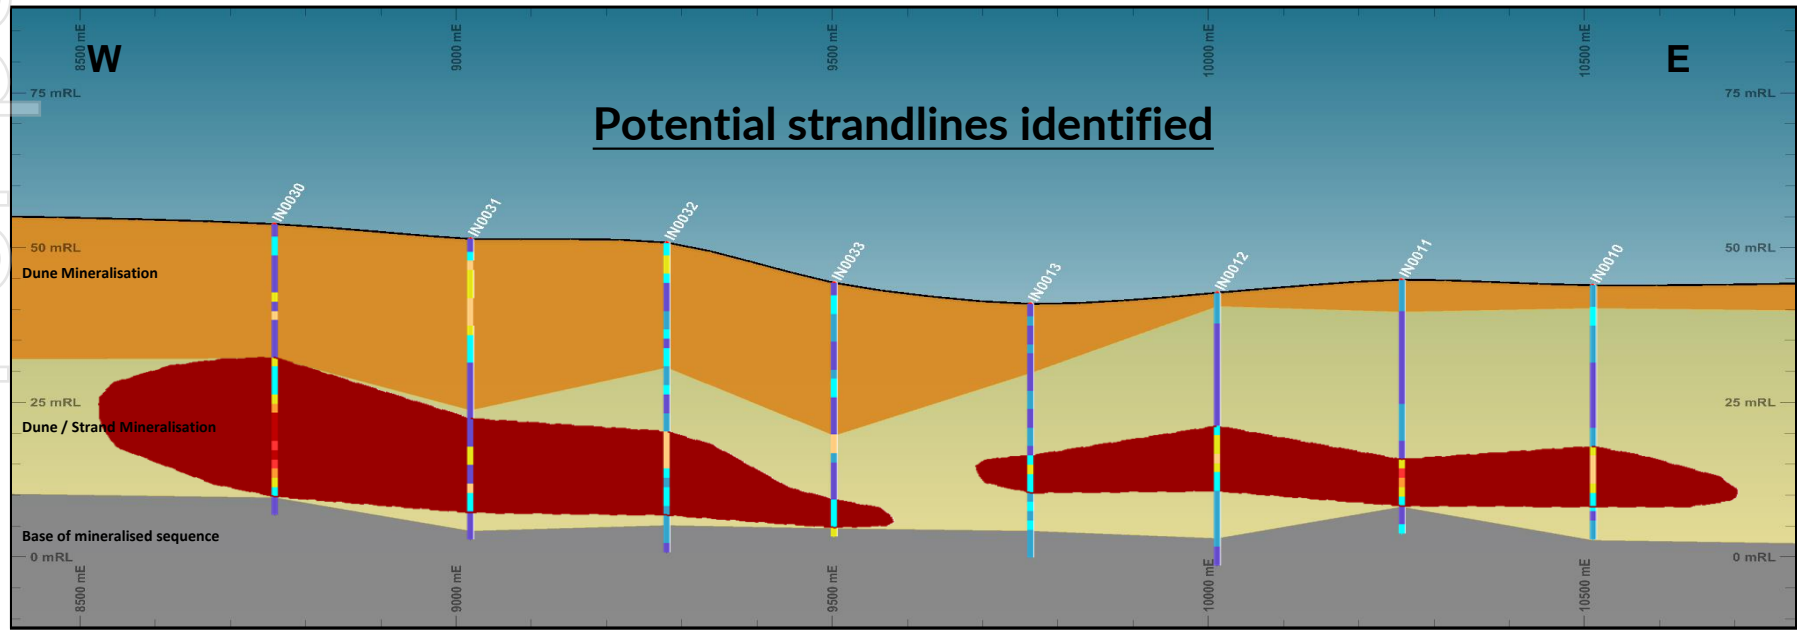 8500 mE
9000 mE
9500 mE
10000 mE
10500 mE
W
E
75 mRL
75 mRL
Potential strandlines identified
IN0030
IN0031
IN0032
IN0033
IN0013
IN0012
IN0011
IN0010
50 mRL
50 mRL
Dune Mineralisation
25 mRL
25 mRL
Dune / Strand Mineralisation
Base of mineralised sequence
0 mRL
0 mRL
8500 mE
9000 mE
9500 mE
10000 mE
10500 mE